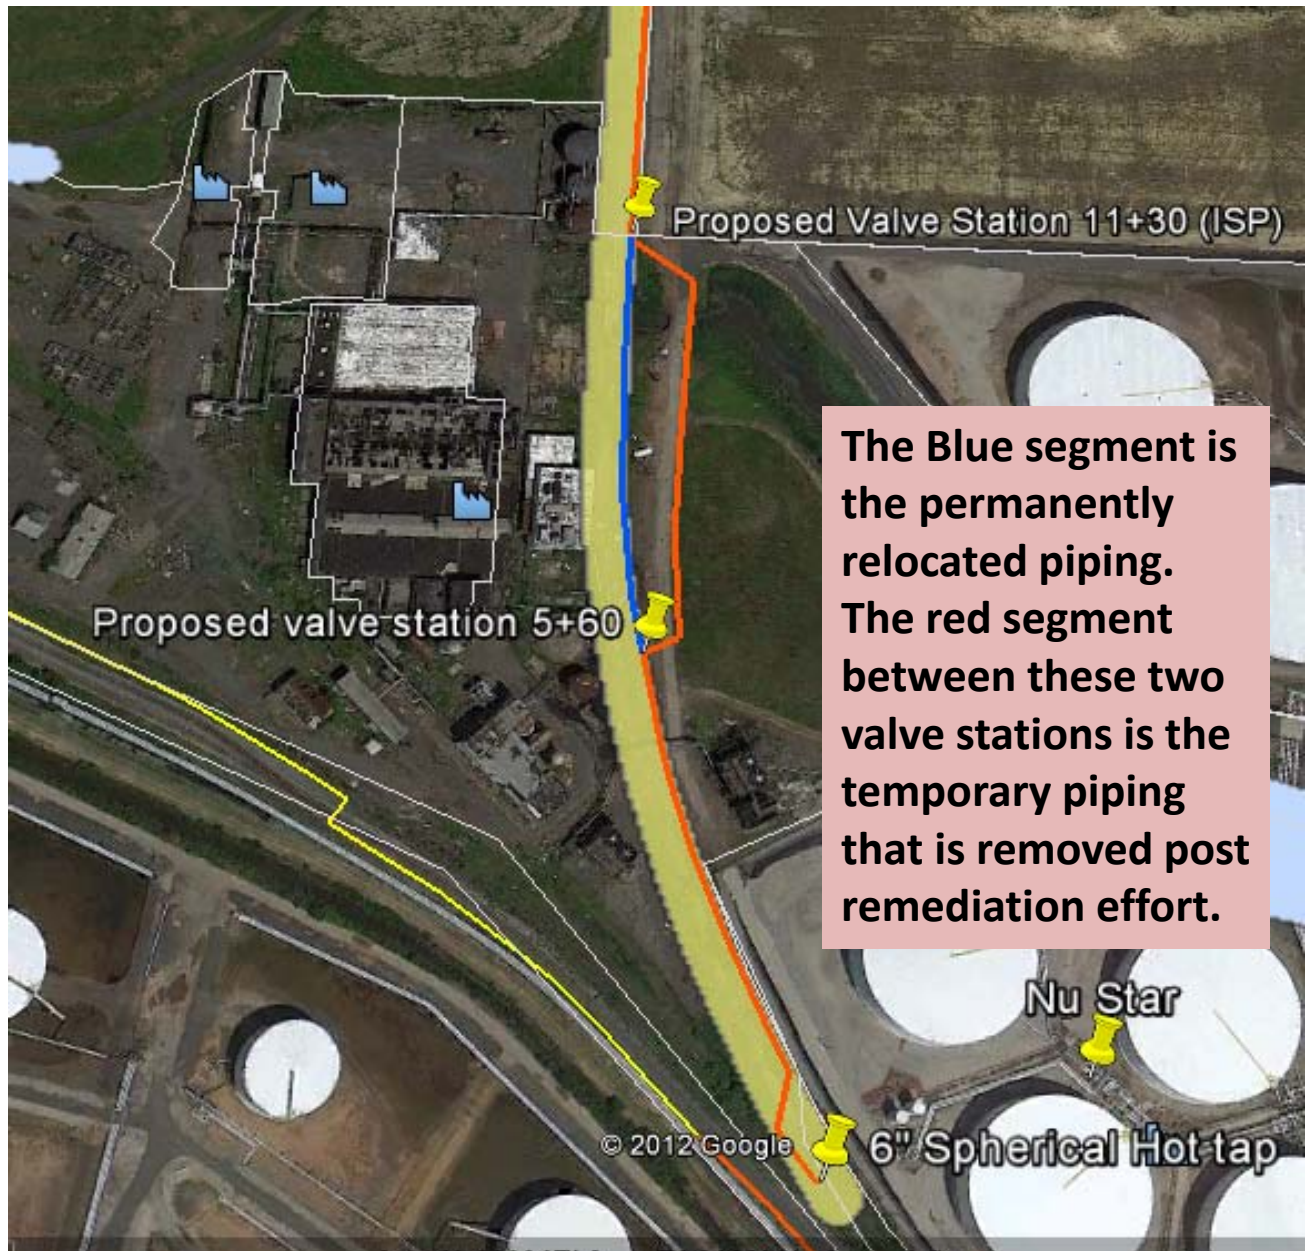 Proposed Valve Station 11+30 (ISP)
The Blue segment is
the permanently
relocated piping.
The red segment
between these two
valve stations is the
temporary piping
that is removed post
remediation effort.
Proposed valve station 5+60
Nu Star
© 2012 Google
6" Spherical Hot tap